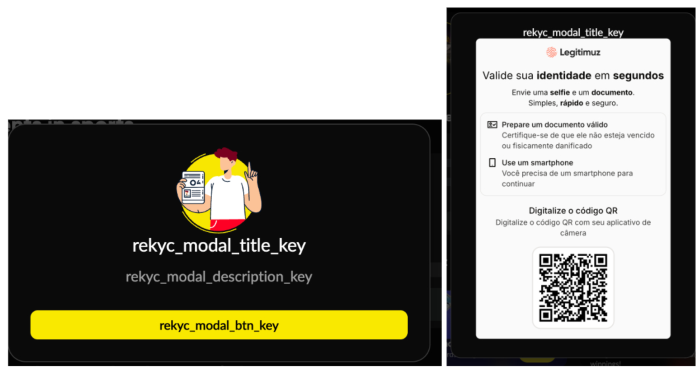 rekyc_modal_title_key
rekyc_modal_description_key
rekyc_modal_btn_key
rekyc_modal_title_key
Legitimuz
Valide sua identidade em segundos
Envie uma selfie e um documento.
Simples, rápido e seguro.
Prepare um documento válido
Certifique-se de que ele não esteja vencido
ou fisicamente danificado
Use um smartphone
Você precisa de um smartphone para
continuar
Digitalize o código QR
Digitalize o código QR com seu aplicativo de
câmera
winnings!